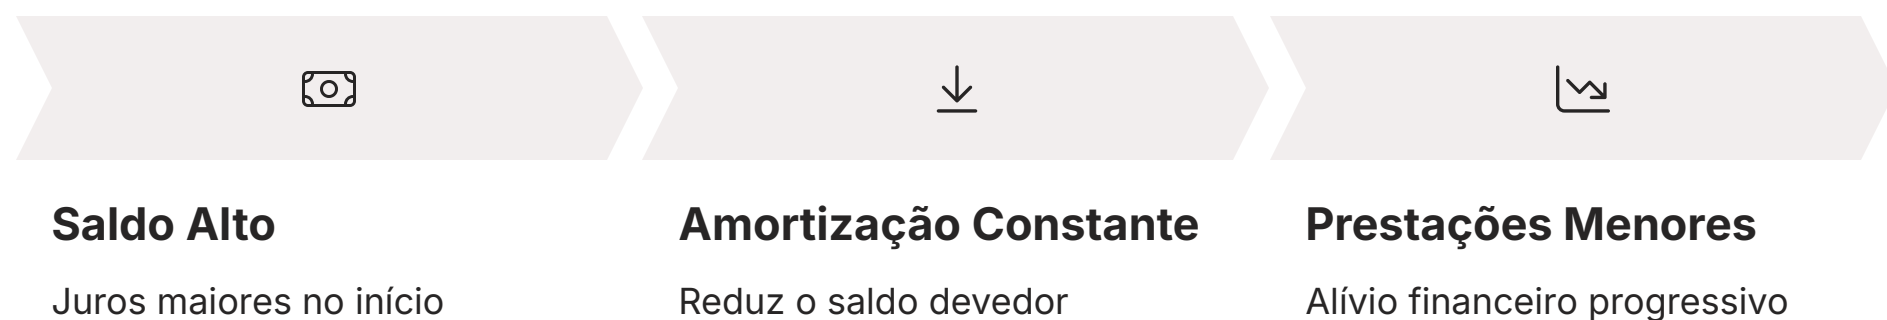 Saldo Alto
Juros maiores no início
Amortização Constante
Reduz o saldo devedor
Prestações Menores
Alívio financeiro progressivo